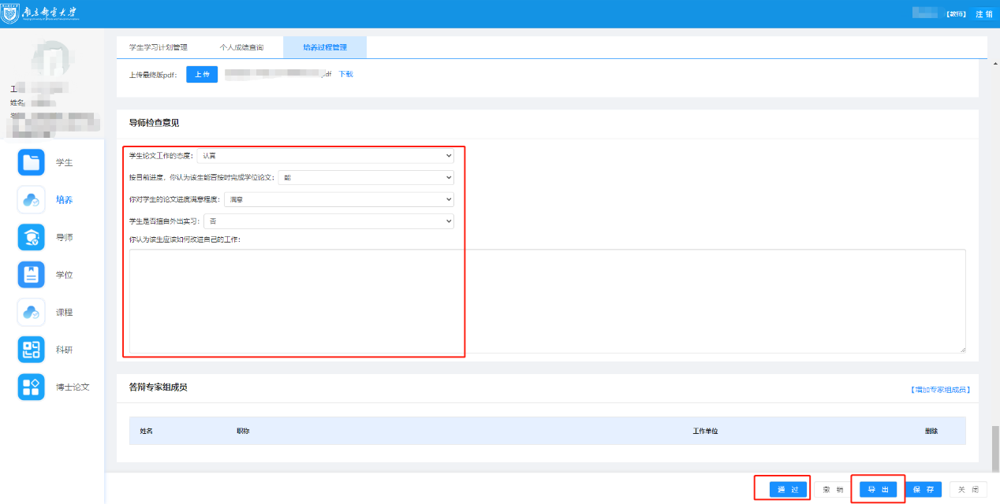 南京邮电大学
【教师】 注 销
工
姓名
学生
培养
导师
学位
课程
科研
博士论文
学生学习计划管理 个人成绩查询 培养过程管理
上传最终版pdf: 上 传 .pdf 下载
导师检查意见
学生论文工作的态度: 认真
按目前进度，你认为该生能否按时完成学位论文: 能
你对学生的论文进度满意程度: 满意
学生是否擅自外出实习: 否
你认为该生应该如何改进自己的工作:
答辩专家组成员
【增加专家组成员】
姓名 职称 工作单位 删除
通 过 撤 销 导 出 保 存 关 闭